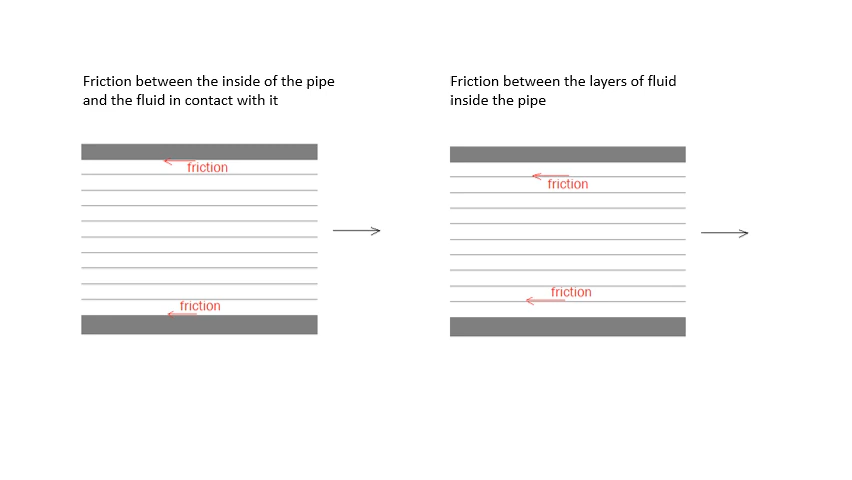 Friction between the inside of the pipe
and the fluid in contact with it
friction
friction
Friction between the layers of fluid
inside the pipe
friction
friction